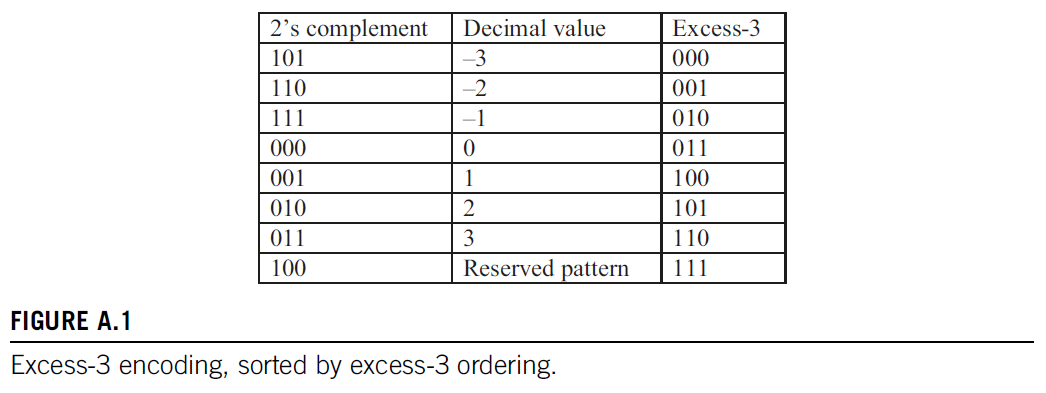 2's complement Decimal value Excess-3
101 –3 000
110 –2 001
111 –1 010
000 0 011
001 1 100
010 2 101
011 3 110
100 Reserved pattern 111
FIGURE A.1
Excess-3 encoding, sorted by excess-3 ordering.